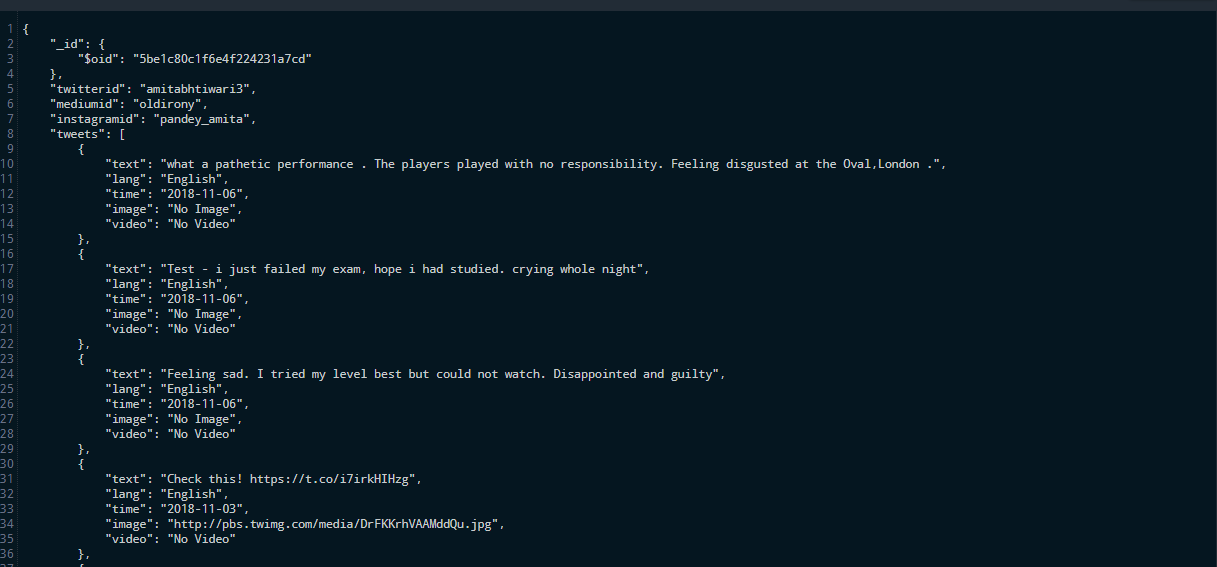 1 {
2     "_id": {
3         "$oid": "5be1c80c1f6e4f224231a7cd"
4     },
5     "twitterid": "amitabhtiwari3",
6     "mediumid": "oldirony",
7     "instagramid": "pandey_amita",
8     "tweets": [
9         {
10             "text": "what a pathetic performance . The players played with no responsibility. Feeling disgusted at the Oval,London .",
11             "lang": "English",
12             "time": "2018-11-06",
13             "image": "No Image",
14             "video": "No Video"
15         },
16         {
17             "text": "Test - i just failed my exam, hope i had studied. crying whole night",
18             "lang": "English",
19             "time": "2018-11-06",
20             "image": "No Image",
21             "video": "No Video"
22         },
23         {
24             "text": "Feeling sad. I tried my level best but could not watch. Disappointed and guilty",
25             "lang": "English",
26             "time": "2018-11-06",
27             "image": "No Image",
28             "video": "No Video"
29         },
30         {
31             "text": "Check this! https://t.co/i7irkHIHzg",
32             "lang": "English",
33             "time": "2018-11-03",
34             "image": "http://pbs.twimg.com/media/DrFKKrhVAAMddQu.jpg",
35             "video": "No Video"
36         },